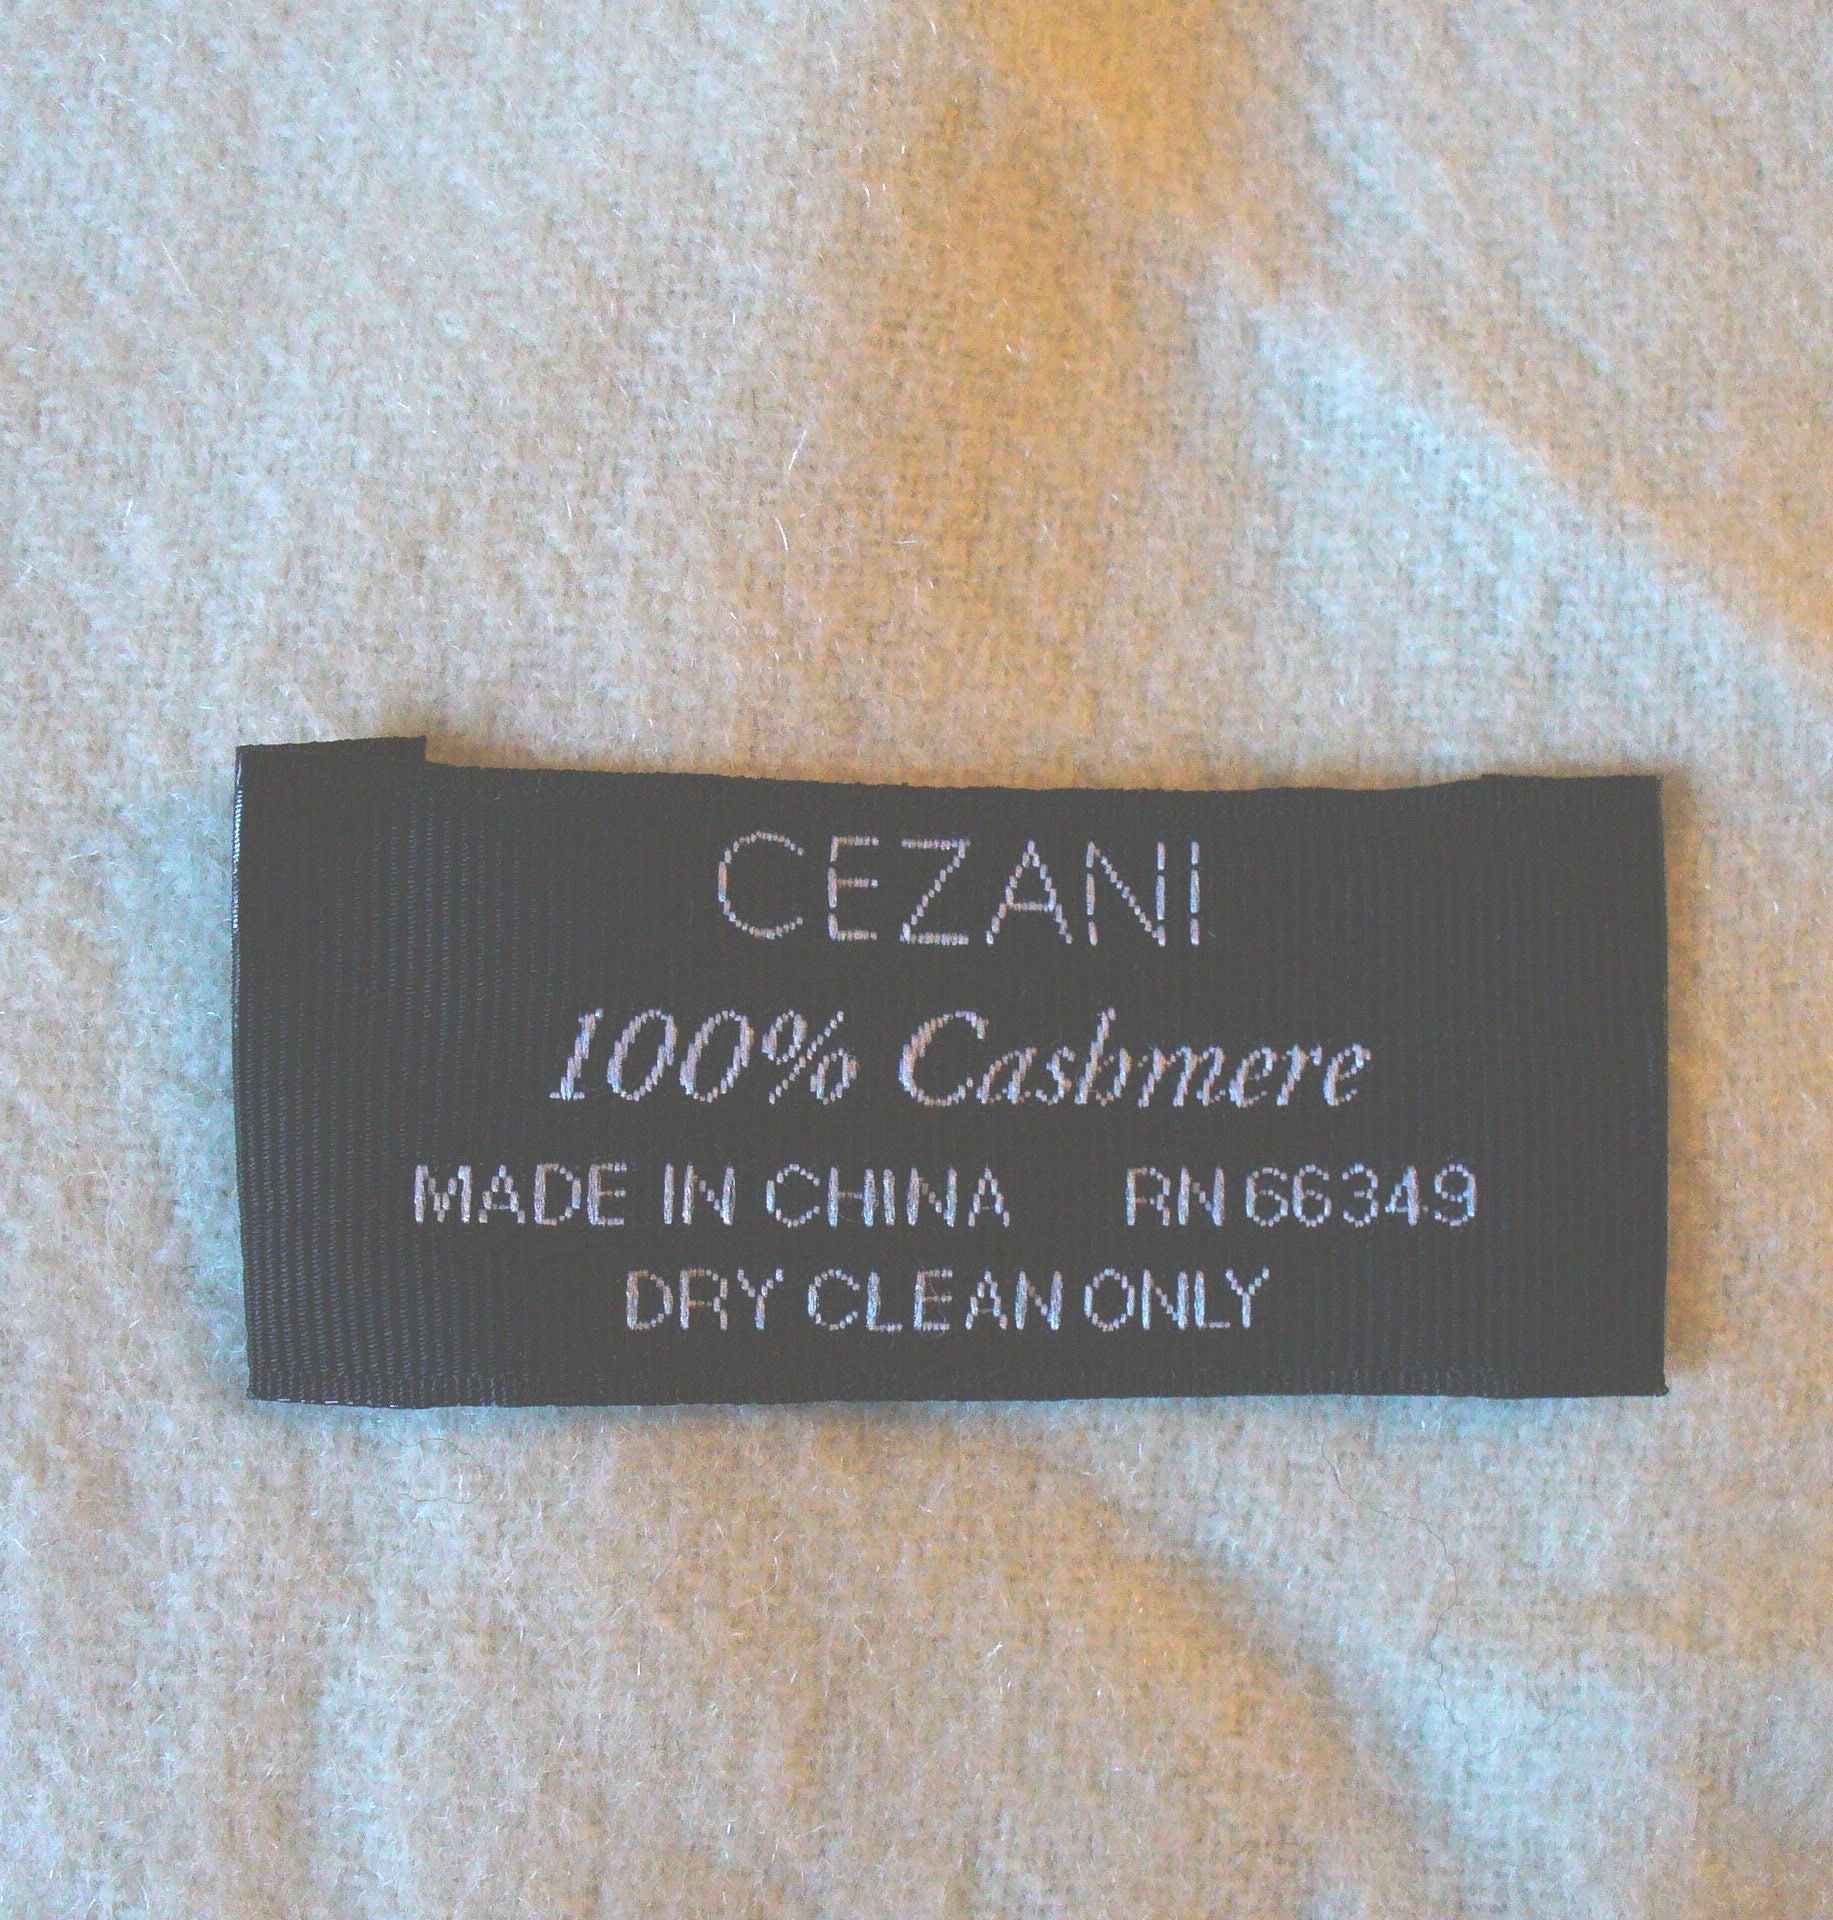 CEZANI
100% Cashmere
MADE IN CHINA RN 66349
DRY CLEAN ONLY